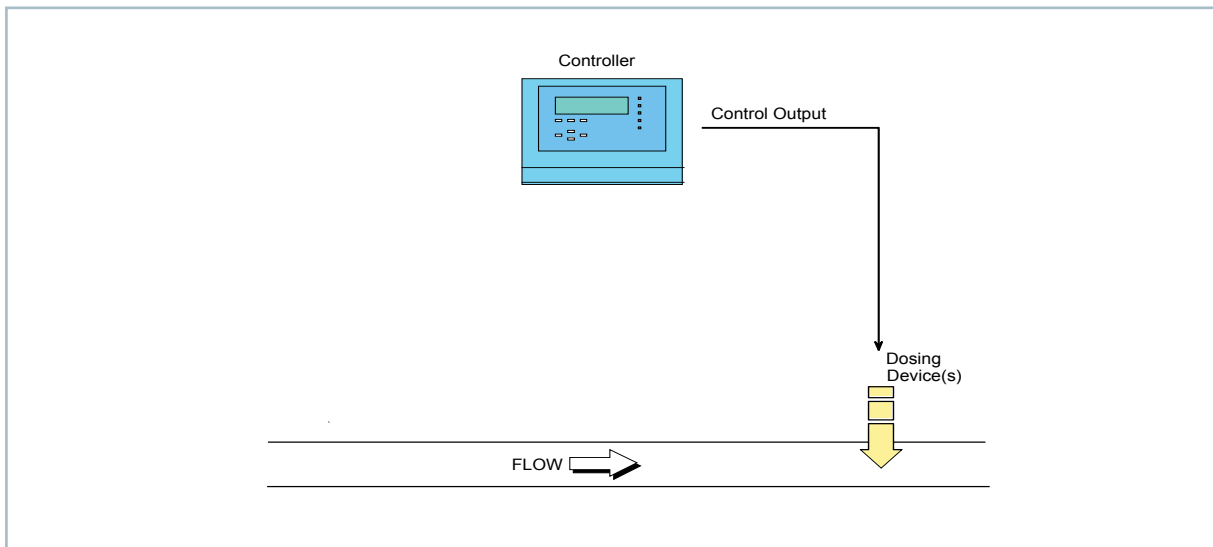 Controller
Control Output
Dosing
Device(s)
FLOW